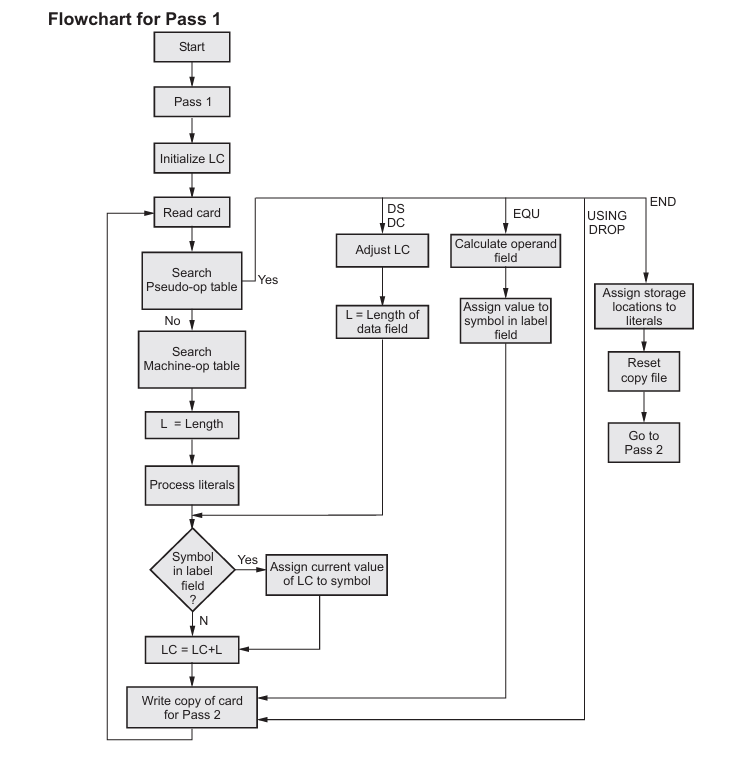 Flowchart for Pass 1
Start
Pass 1
Initialize LC
Read card
Search
Pseudo-op table
Yes
No
Search
Machine-op table
L = Length
Process literals
Symbol
in label
field
?
Yes
Assign current value
of LC to symbol
N
LC = LC+L
Write copy of card
for Pass 2
DS
DC
Adjust LC
L = Length of
data field
EQU
Calculate operand
field
Assign value to
symbol in label
field
USING
DROP
END
Assign storage
locations to
literals
Reset
copy file
Go to
Pass 2